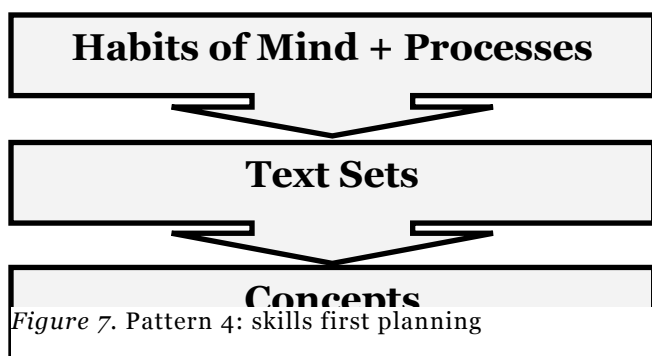 Habits of Mind + Processes
Text Sets
Concepts
Figure 7. Pattern 4: skills first planning